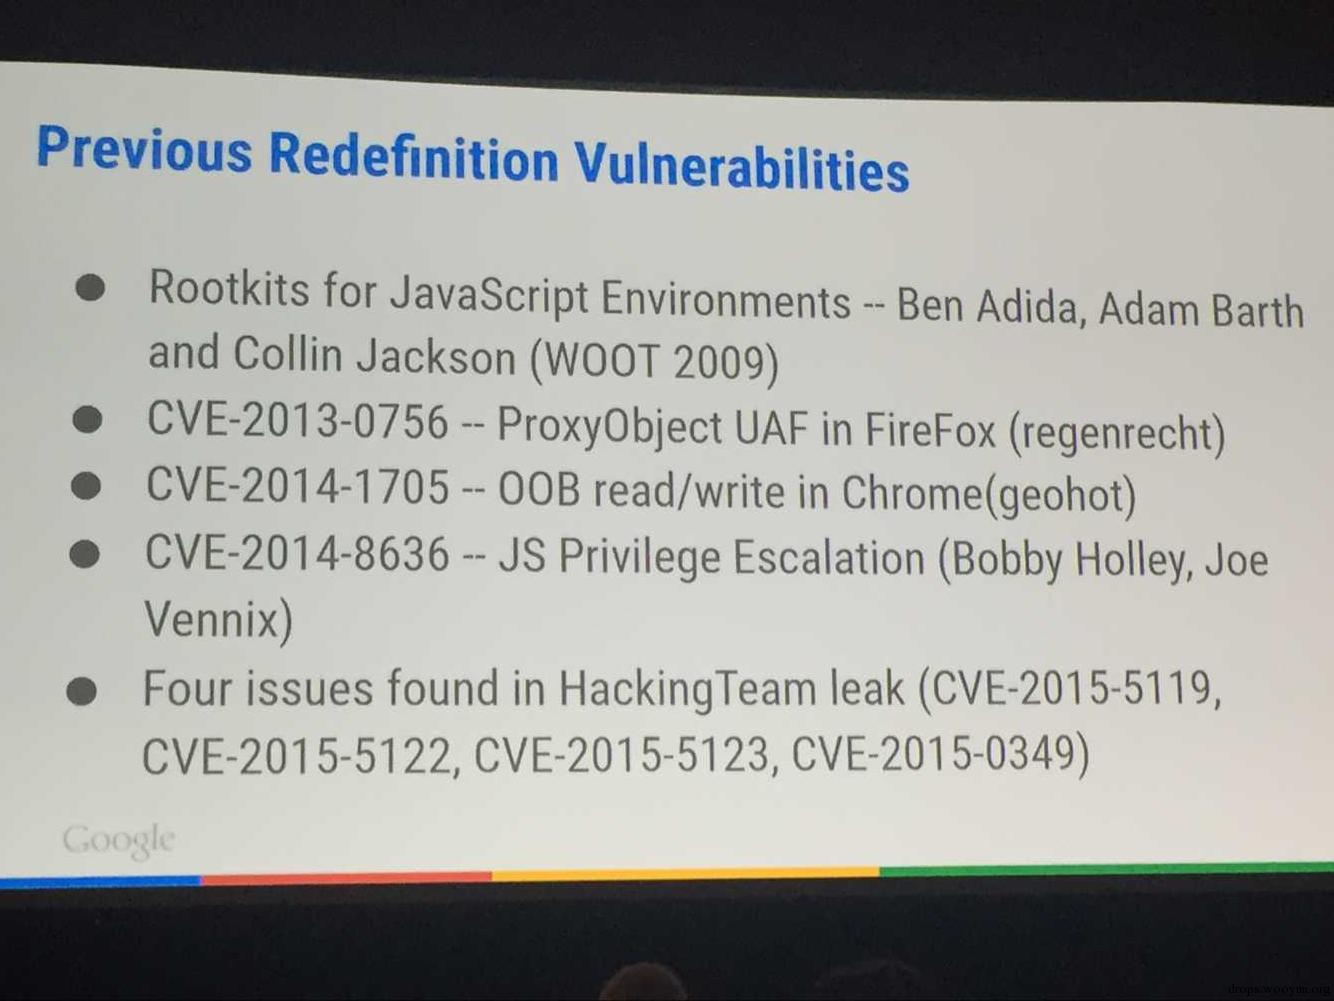 Previous Redefinition Vulnerabilities
● Rootkits for JavaScript Environments -- Ben Adida, Adam Barth
and Collin Jackson (WOOT 2009)
● CVE-2013-0756 -- ProxyObject UAF in FireFox (regenrecht)
● CVE-2014-1705 -- OOB read/write in Chrome(geohot)
● CVE-2014-8636 -- JS Privilege Escalation (Bobby Holley, Joe
Vennix)
● Four issues found in HackingTeam leak (CVE-2015-5119,
CVE-2015-5122, CVE-2015-5123, CVE-2015-0349)
Google
drops.wooyun.org